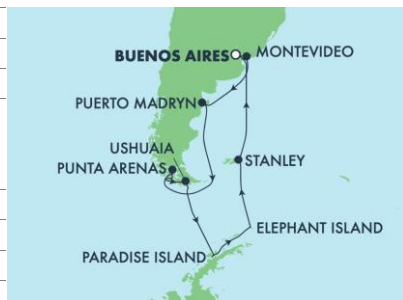 BUENOS AIRES
MONTEVIDEO
PUERTO MADRYN
USHUAIA
PUNTA ARENAS
STANLEY
ELEPHANT ISLAND
PARADISE ISLAND